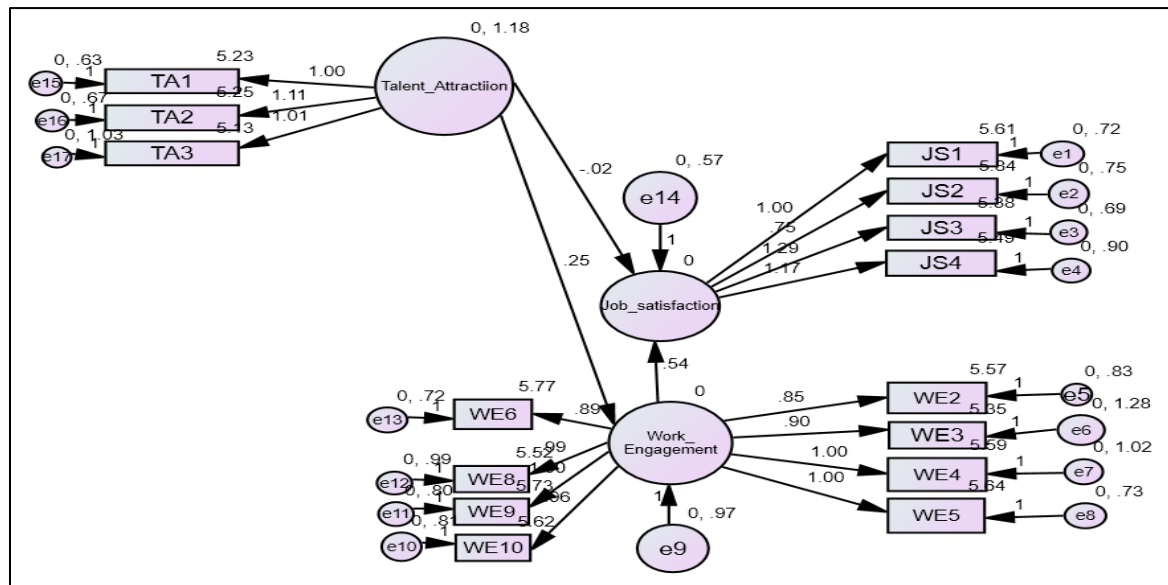 0, 1.18
0, .63
5.23
e15
1
TA1
1.00
Talent_Attractiion
0, .67
5.25
e16
1
TA2
1.11
0, 1.03
5.13
e17
1
TA3
1.01
-.02
.25
0, .57
e14
1
0
Job_satisfaction
5.61
0, .72
JS1
1
e1
1.00
5.84
0, .75
JS2
1
e2
.75
5.88
0, .69
JS3
1
e3
1.29
5.49
0, .90
JS4
1
e4
1.17
.54
0
Work_
Engagement
0, .72
5.77
e13
1
WE6
.89
0, .99
5.52
e12
1
WE8
.99
0, .80
5.73
e11
1
WE9
0, .81
5.62
e10
1
WE10
.96
1
0, .97
e9
5.57
0, .83
WE2
1
e5
.85
5.35
0, 1.28
WE3
1
e6
.90
5.59
0, 1.02
WE4
1
e7
1.00
5.64
0, .73
WE5
1
e8
1.00